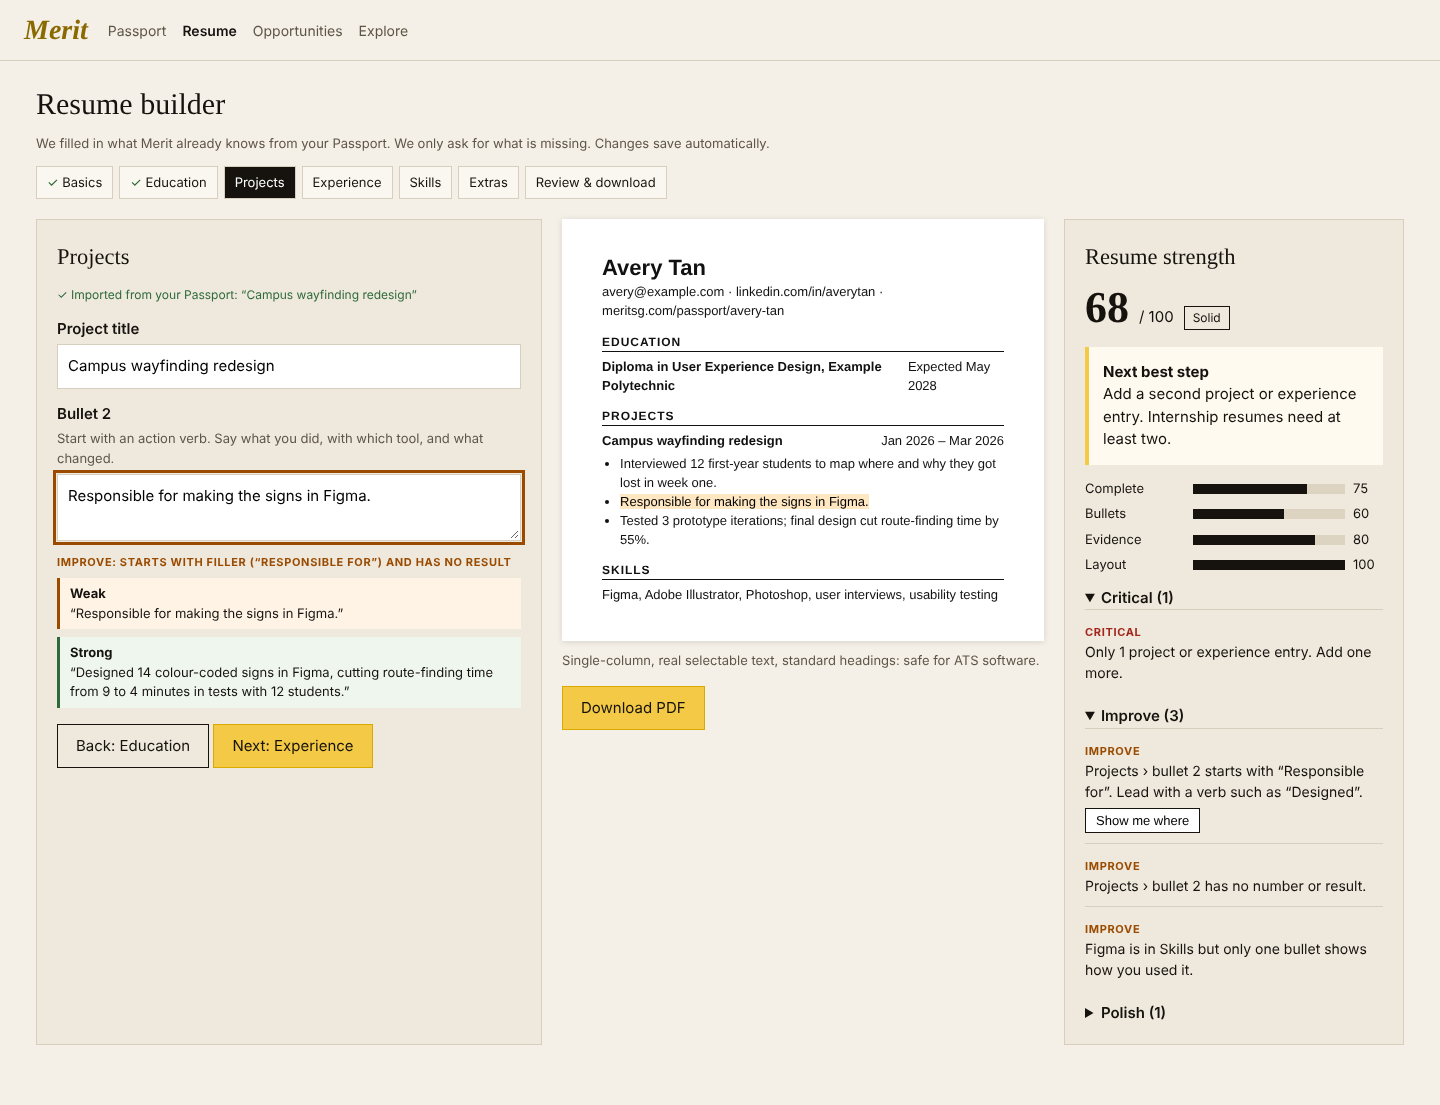 Merit
Passport
Resume
Opportunities
Explore
Resume builder
We filled in what Merit already knows from your Passport. We only ask for what is missing. Changes save automatically.
✓ Basics
✓ Education
Projects
Experience
Skills
Extras
Review & download
Projects
✓ Imported from your Passport: “Campus wayfinding redesign”
Project title
Campus wayfinding redesign
Bullet 2
Start with an action verb. Say what you did, with which tool, and what
changed.
Responsible for making the signs in Figma.
IMPROVE: STARTS WITH FILLER (“RESPONSIBLE FOR”) AND HAS NO RESULT
Weak
“Responsible for making the signs in Figma.”
Strong
“Designed 14 colour-coded signs in Figma, cutting route-finding time
from 9 to 4 minutes in tests with 12 students.”
Back: Education
Next: Experience
Avery Tan
avery@example.com · linkedin.com/in/averytan ·
meritsg.com/passport/avery-tan
EDUCATION
Diploma in User Experience Design, Example
Polytechnic
Expected May
2028
PROJECTS
Campus wayfinding redesign
Jan 2026 – Mar 2026
• Interviewed 12 first-year students to map where and why they got
lost in week one.
• Responsible for making the signs in Figma.
• Tested 3 prototype iterations; final design cut route-finding time by
55%.
SKILLS
Figma, Adobe Illustrator, Photoshop, user interviews, usability testing
Single-column, real selectable text, standard headings: safe for ATS software.
Download PDF
Resume strength
68 / 100
Solid
Next best step
Add a second project or experience
entry. Internship resumes need at
least two.
Complete 75
Bullets 60
Evidence 80
Layout 100
▼ Critical (1)
CRITICAL
Only 1 project or experience entry. Add one
more.
▼ Improve (3)
IMPROVE
Projects › bullet 2 starts with “Responsible
for”. Lead with a verb such as “Designed”.
Show me where
IMPROVE
Projects › bullet 2 has no number or result.
IMPROVE
Figma is in Skills but only one bullet shows
how you used it.
▶ Polish (1)